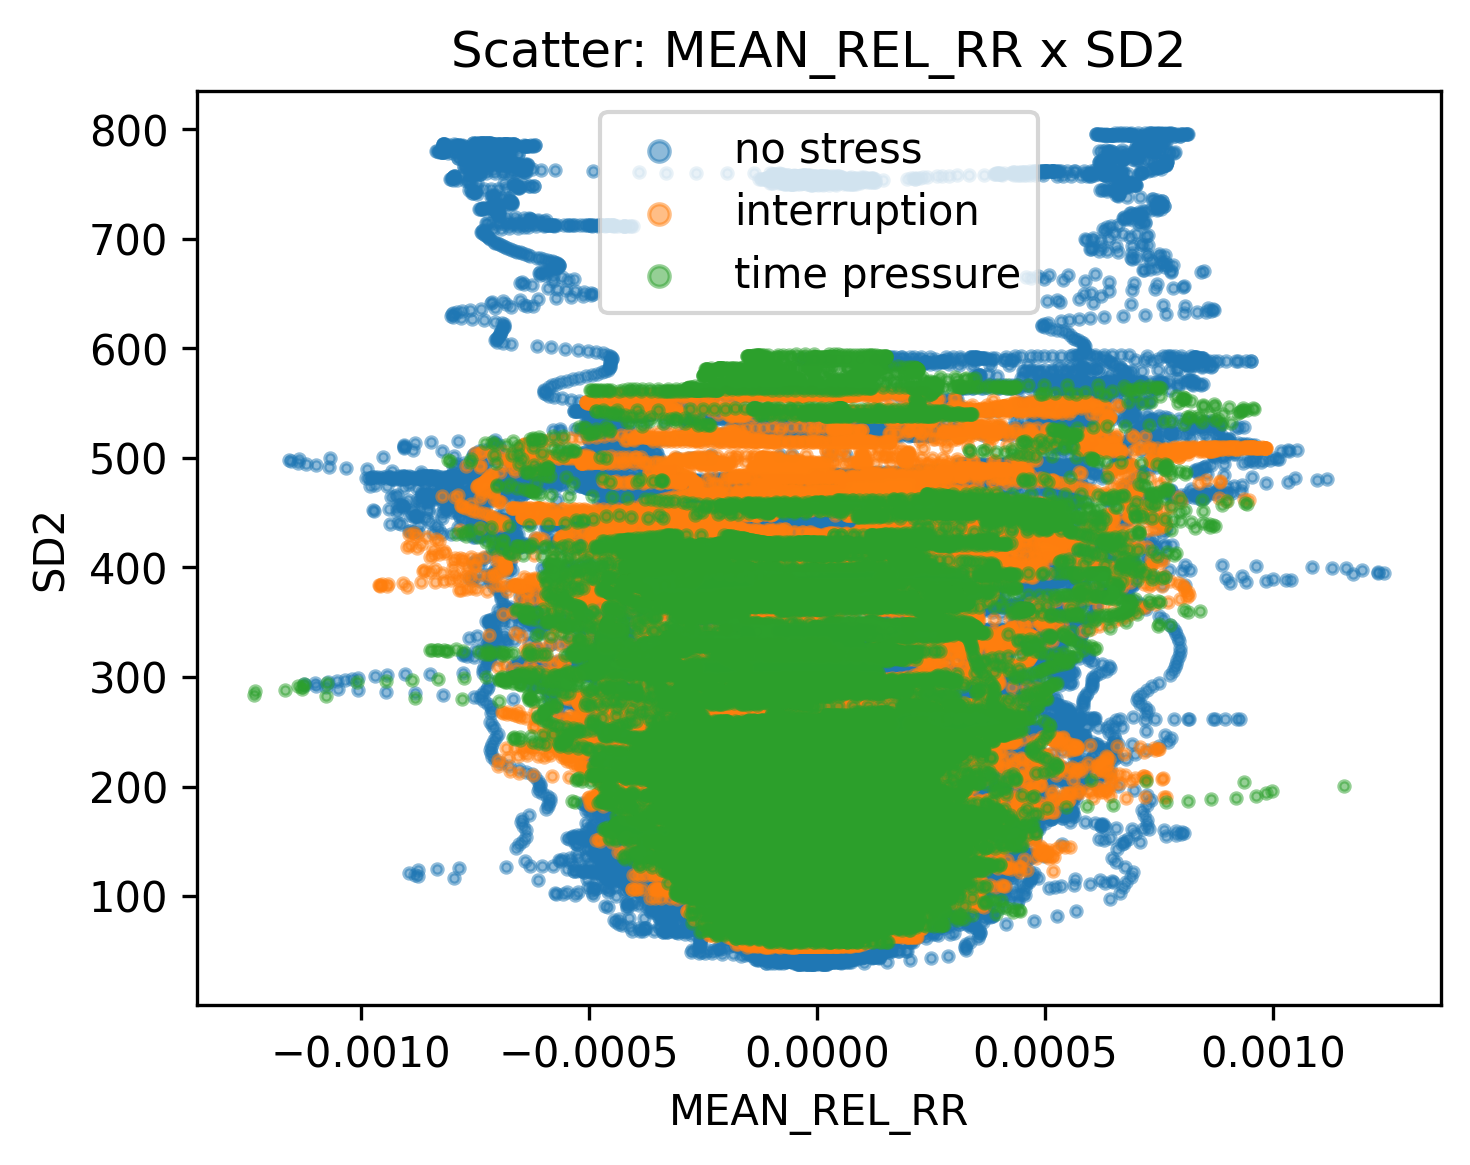 Scatter: MEAN_REL_RR x SD2
no stress
interruption
time pressure
800
700
600
500
400
300
200
100
SD2
−0.0010
−0.0005
0.0000
0.0005
0.0010
MEAN_REL_RR